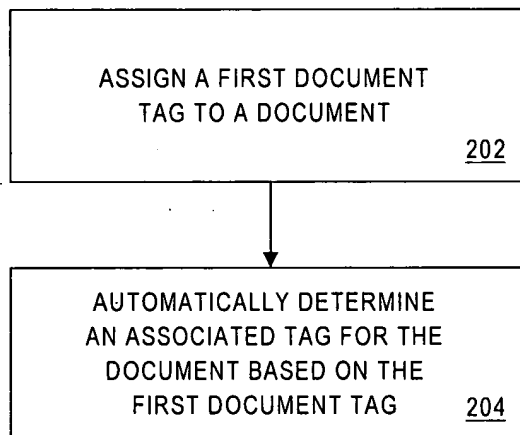 ASSIGN A FIRST DOCUMENT
TAG TO A DOCUMENT
202
AUTOMATICALLY DETERMINE
AN ASSOCIATED TAG FOR THE
DOCUMENT BASED ON THE
FIRST DOCUMENT TAG 204